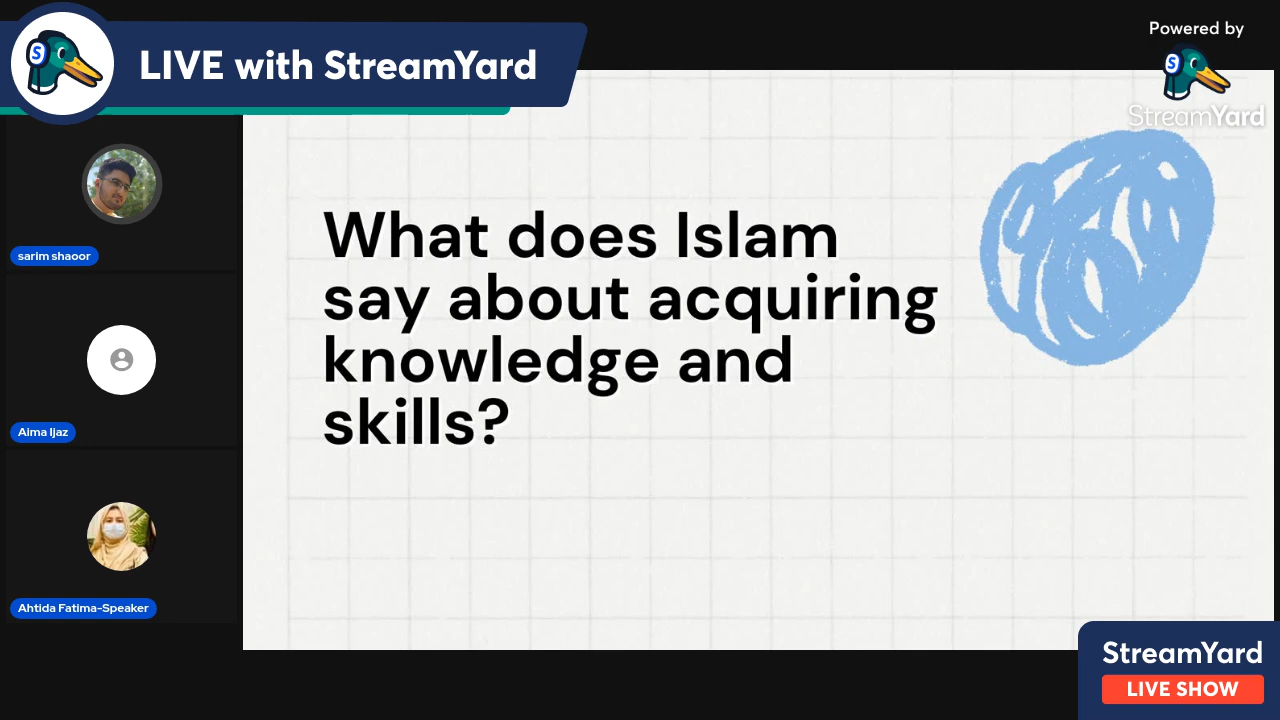 S
LIVE with StreamYard
Powered by
S
StreamYard
sarim shaoor
Aima Ijaz
Ahtida Fatima-Speaker
What does Islam
say about acquiring
knowledge and
skills?
StreamYard
LIVE SHOW